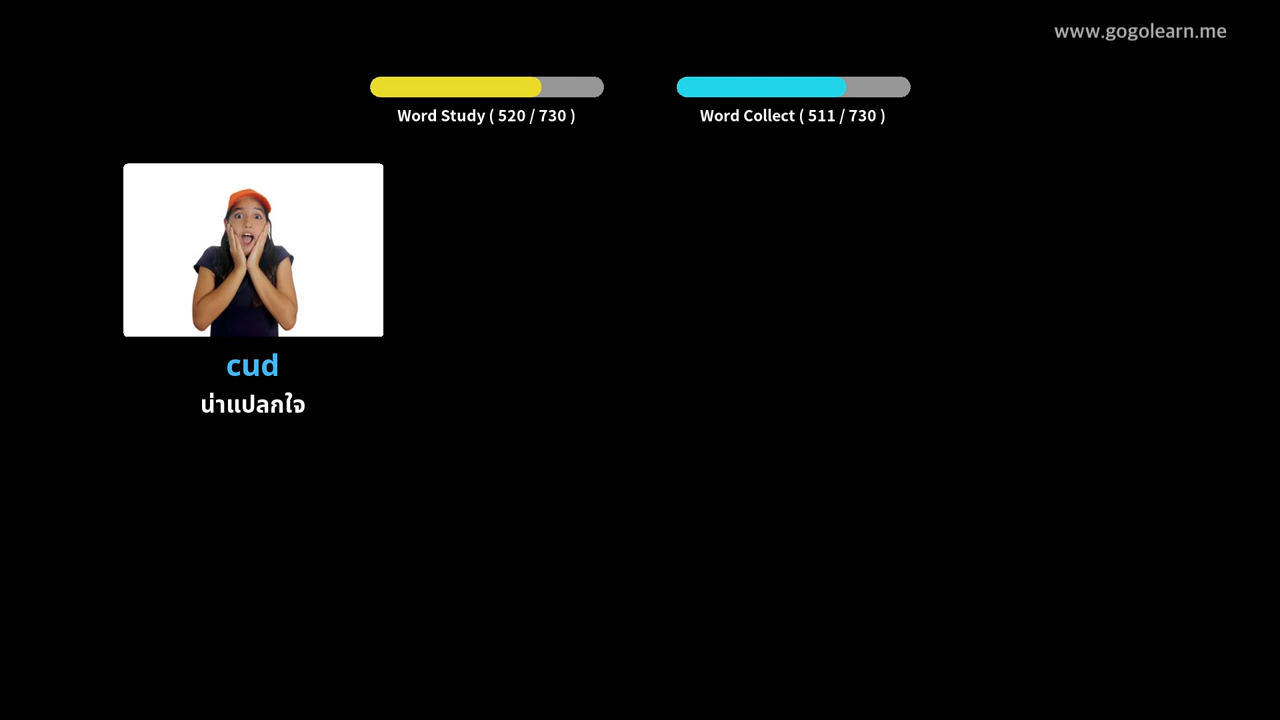 www.gogolearn.me
Word Study ( 520 / 730 )
Word Collect ( 511 / 730 )
cud
น่าแปลกใจ